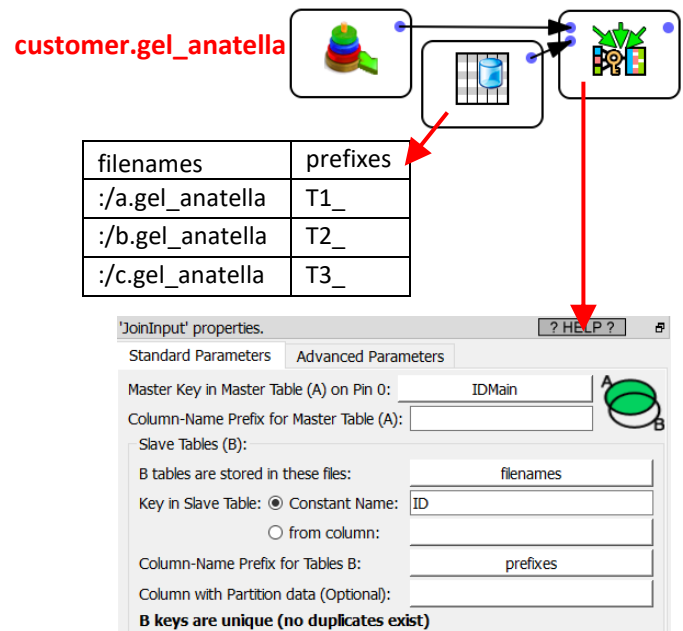 customer.gel_anatella
filenames prefixes
:/a.gel_anatella T1_
:/b.gel_anatella T2_
:/c.gel_anatella T3_
'JoinInput' properties. ? HELP ?
Standard Parameters Advanced Parameters
Master Key in Master Table (A) on Pin 0: IDMain
Column-Name Prefix for Master Table (A):
A
B
Slave Tables (B):
B tables are stored in these files: filenames
Key in Slave Table: Constant Name: ID
from column:
Column-Name Prefix for Tables B: prefixes
Column with Partition data (Optional):
B keys are unique (no duplicates exist)